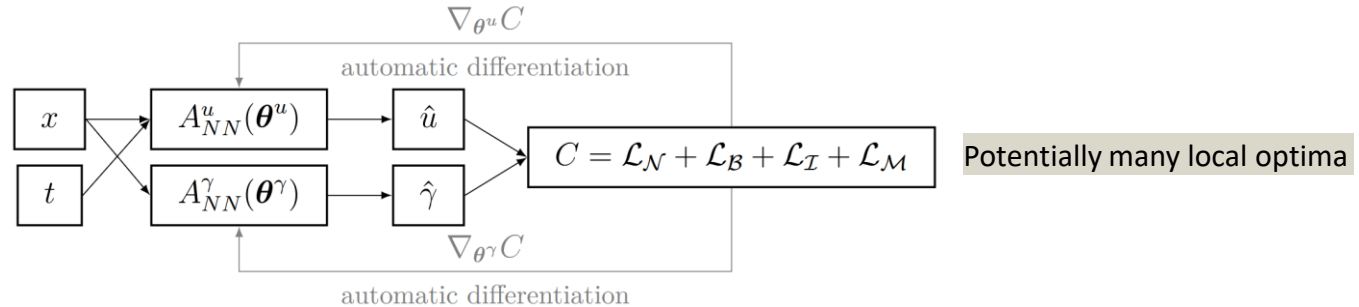 ∇_{θ^u} C
automatic differentiation
x
A^u_{NN}(θ^u)
û
t
A^γ_{NN}(θ^γ)
γ̂
C = 𝓛_𝒩 + 𝓛_ℬ + 𝓛_ℐ + 𝓛_ℳ
Potentially many local optima
∇_{θ^γ} C
automatic differentiation